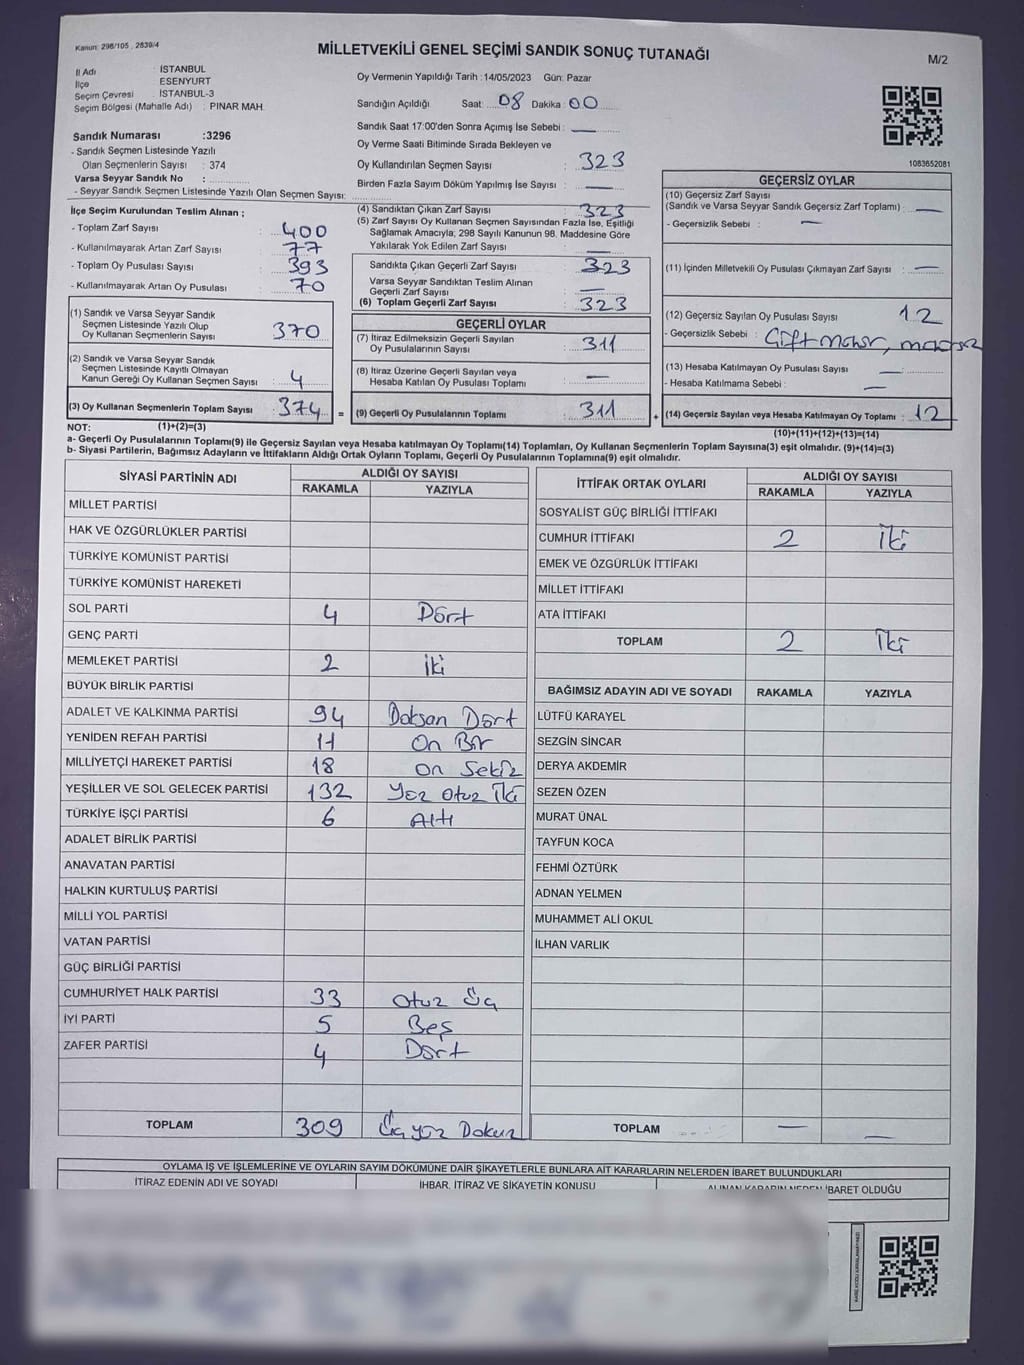 Kanun: 298/105 , 2839/4
MİLLETVEKİLİ GENEL SEÇİMİ SANDIK SONUÇ TUTANAĞI
M/2
İl Adı : İSTANBUL
İlçe : ESENYURT
Seçim Çevresi : İSTANBUL-3
Seçim Bölgesi (Mahalle Adı) : PINAR MAH.
Sandık Numarası :3296
- Sandık Seçmen Listesinde Yazılı
Olan Seçmenlerin Sayısı : 374
Varsa Seyyar Sandık No :
- Seyyar Sandık Seçmen Listesinde Yazılı Olan Seçmen Sayısı:
Oy Vermenin Yapıldığı Tarih :14/05/2023 Gün: Pazar
Sandığın Açıldığı Saat: 08 Dakika: 00
Sandık Saat 17:00'den Sonra Açımış İse Sebebi : —
Oy Verme Saati Bitiminde Sırada Bekleyen ve
Oy Kullandırılan Seçmen Sayısı : 323
Birden Fazla Sayım Döküm Yapılmış İse Sayısı : —
1083652081
İlçe Seçim Kurulundan Teslim Alınan ;
- Toplam Zarf Sayısı : 400
- Kullanılmayarak Artan Zarf Sayısı : 77
- Toplam Oy Pusulası Sayısı : 393
- Kullanılmayarak Artan Oy Pusulası : 70
(1) Sandık ve Varsa Seyyar Sandık
Seçmen Listesinde Yazılı Olup
Oy Kullanan Seçmenlerin Sayısı : 370
(2) Sandık ve Varsa Seyyar Sandık
Seçmen Listesinde Kayıtlı Olmayan
Kanun Gereği Oy Kullanan Seçmen Sayısı : 4
(3) Oy Kullanan Seçmenlerin Toplam Sayısı : 374 =
(4) Sandıktan Çıkan Zarf Sayısı : 323
(5) Zarf Sayısı Oy Kullanan Seçmen Sayısından Fazla İse, Eşitliği
Sağlamak Amacıyla; 298 Sayılı Kanunun 98. Maddesine Göre
Yakılarak Yok Edilen Zarf Sayısı : —
Sandıkta Çıkan Geçerli Zarf Sayısı : 323
Varsa Seyyar Sandıktan Teslim Alınan
Geçerli Zarf Sayısı : —
(6) Toplam Geçerli Zarf Sayısı : 323
GEÇERLİ OYLAR
(7) İtiraz Edilmeksizin Geçerli Sayılan
Oy Pusulalarının Sayısı : 311
(8) İtiraz Üzerine Geçerli Sayılan veya
Hesaba Katılan Oy Pusulası Toplamı : —
(9) Geçerli Oy Pusulalarının Toplamı : 311 +
GEÇERSİZ OYLAR
(10) Geçersiz Zarf Sayısı
(Sandık ve Varsa Seyyar Sandık Geçersiz Zarf Toplamı) : —
- Geçersizlik Sebebi : —
(11) İçinden Milletvekili Oy Pusulası Çıkmayan Zarf Sayısı : —
(12) Geçersiz Sayılan Oy Pusulası Sayısı : 12
- Geçersizlik Sebebi : Çift mühür,
(13) Hesaba Katılmayan Oy Pusulası Sayısı : —
- Hesaba Katılmama Sebebi : —
(14) Geçersiz Sayılan veya Hesaba Katılmayan Oy Toplamı : 12
NOT: (1)+(2)=(3)
(10)+(11)+(12)+(13)=(14)
a- Geçerli Oy Pusulalarının Toplamı(9) ile Geçersiz Sayılan veya Hesaba katılmayan Oy Toplamı(14) Toplamları, Oy Kullanan Seçmenlerin Toplam Sayısına(3) eşit olmalıdır. (9)+(14)=(3)
b- Siyasi Partilerin, Bağımsız Adayların ve İttifakların Aldığı Ortak Oyların Toplamı, Geçerli Oy Pusulalarının Toplamına(9) eşit olmalıdır.
SİYASİ PARTİNİN ADI ALDIĞI OY SAYISI
RAKAMLA YAZIYLA
MİLLET PARTİSİ
HAK VE ÖZGÜRLÜKLER PARTİSİ
TÜRKİYE KOMÜNİST PARTİSİ
TÜRKİYE KOMÜNİST HAREKETİ
SOL PARTİ 4 Dört
GENÇ PARTİ
MEMLEKET PARTİSİ 2 iki
BÜYÜK BİRLİK PARTİSİ
ADALET VE KALKINMA PARTİSİ 94 Doksan Dört
YENİDEN REFAH PARTİSİ 11 On Bir
MİLLİYETÇİ HAREKET PARTİSİ 18 on Sekiz
YEŞİLLER VE SOL GELECEK PARTİSİ 132 Yüz otuz İki
TÜRKİYE İŞÇİ PARTİSİ 6 Altı
ADALET BİRLİK PARTİSİ
ANAVATAN PARTİSİ
HALKIN KURTULUŞ PARTİSİ
MİLLİ YOL PARTİSİ
VATAN PARTİSİ
GÜÇ BİRLİĞİ PARTİSİ
CUMHURİYET HALK PARTİSİ 33 otuz üç
İYİ PARTİ 5 Beş
ZAFER PARTİSİ 4 Dört
TOPLAM 309 Üç yüz Dokuz
İTTİFAK ORTAK OYLARI ALDIĞI OY SAYISI
RAKAMLA YAZIYLA
SOSYALİST GÜÇ BİRLİĞİ İTTİFAKI
CUMHUR İTTİFAKI 2 İki
EMEK VE ÖZGÜRLÜK İTTİFAKI
MİLLET İTTİFAKI
ATA İTTİFAKI
TOPLAM 2 İki
BAĞIMSIZ ADAYIN ADI VE SOYADI RAKAMLA YAZIYLA
LÜTFÜ KARAYEL
SEZGİN SİNCAR
DERYA AKDEMİR
SEZEN ÖZEN
MURAT ÜNAL
TAYFUN KOCA
FEHMİ ÖZTÜRK
ADNAN YELMEN
MUHAMMET ALİ OKUL
İLHAN VARLIK
TOPLAM — —
OYLAMA İŞ VE İŞLEMLERİNE VE OYLARIN SAYIM DÖKÜMÜNE DAİR ŞİKAYETLERLE BUNLARA AİT KARARLARIN NELERDEN İBARET BULUNDUKLARI
İTİRAZ EDENİN ADI VE SOYADI İHBAR, İTİRAZ VE ŞİKAYETİN KONUSU ALINAN KARARIN NEDEN İBARET OLDUĞU